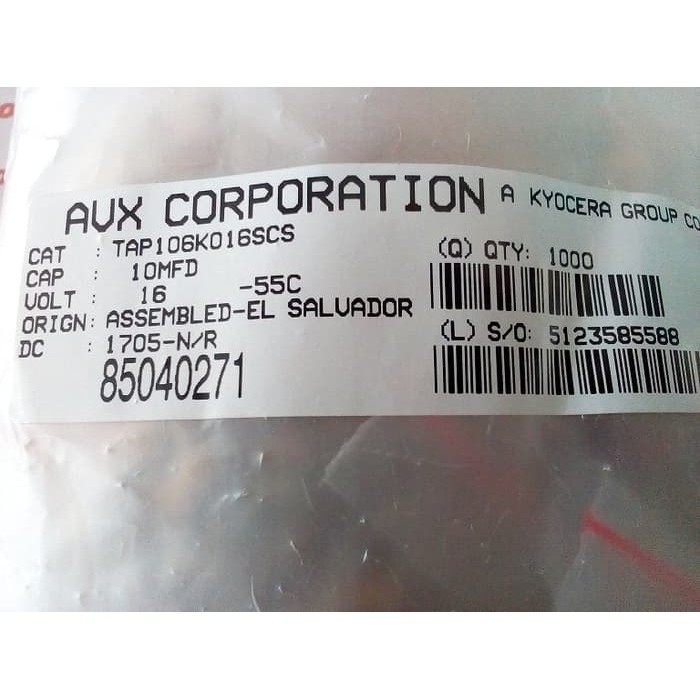 AVX CORPORATION A KYOCERA GROUP CO
CAT : TAP106K016SCS
CAP : 10MFD
VOLT : 16 -55C
ORIGN: ASSEMBLED-EL SALVADOR
DC : 1705-N/R
85040271
(Q) QTY: 1000
(L) S/O: 5123585588